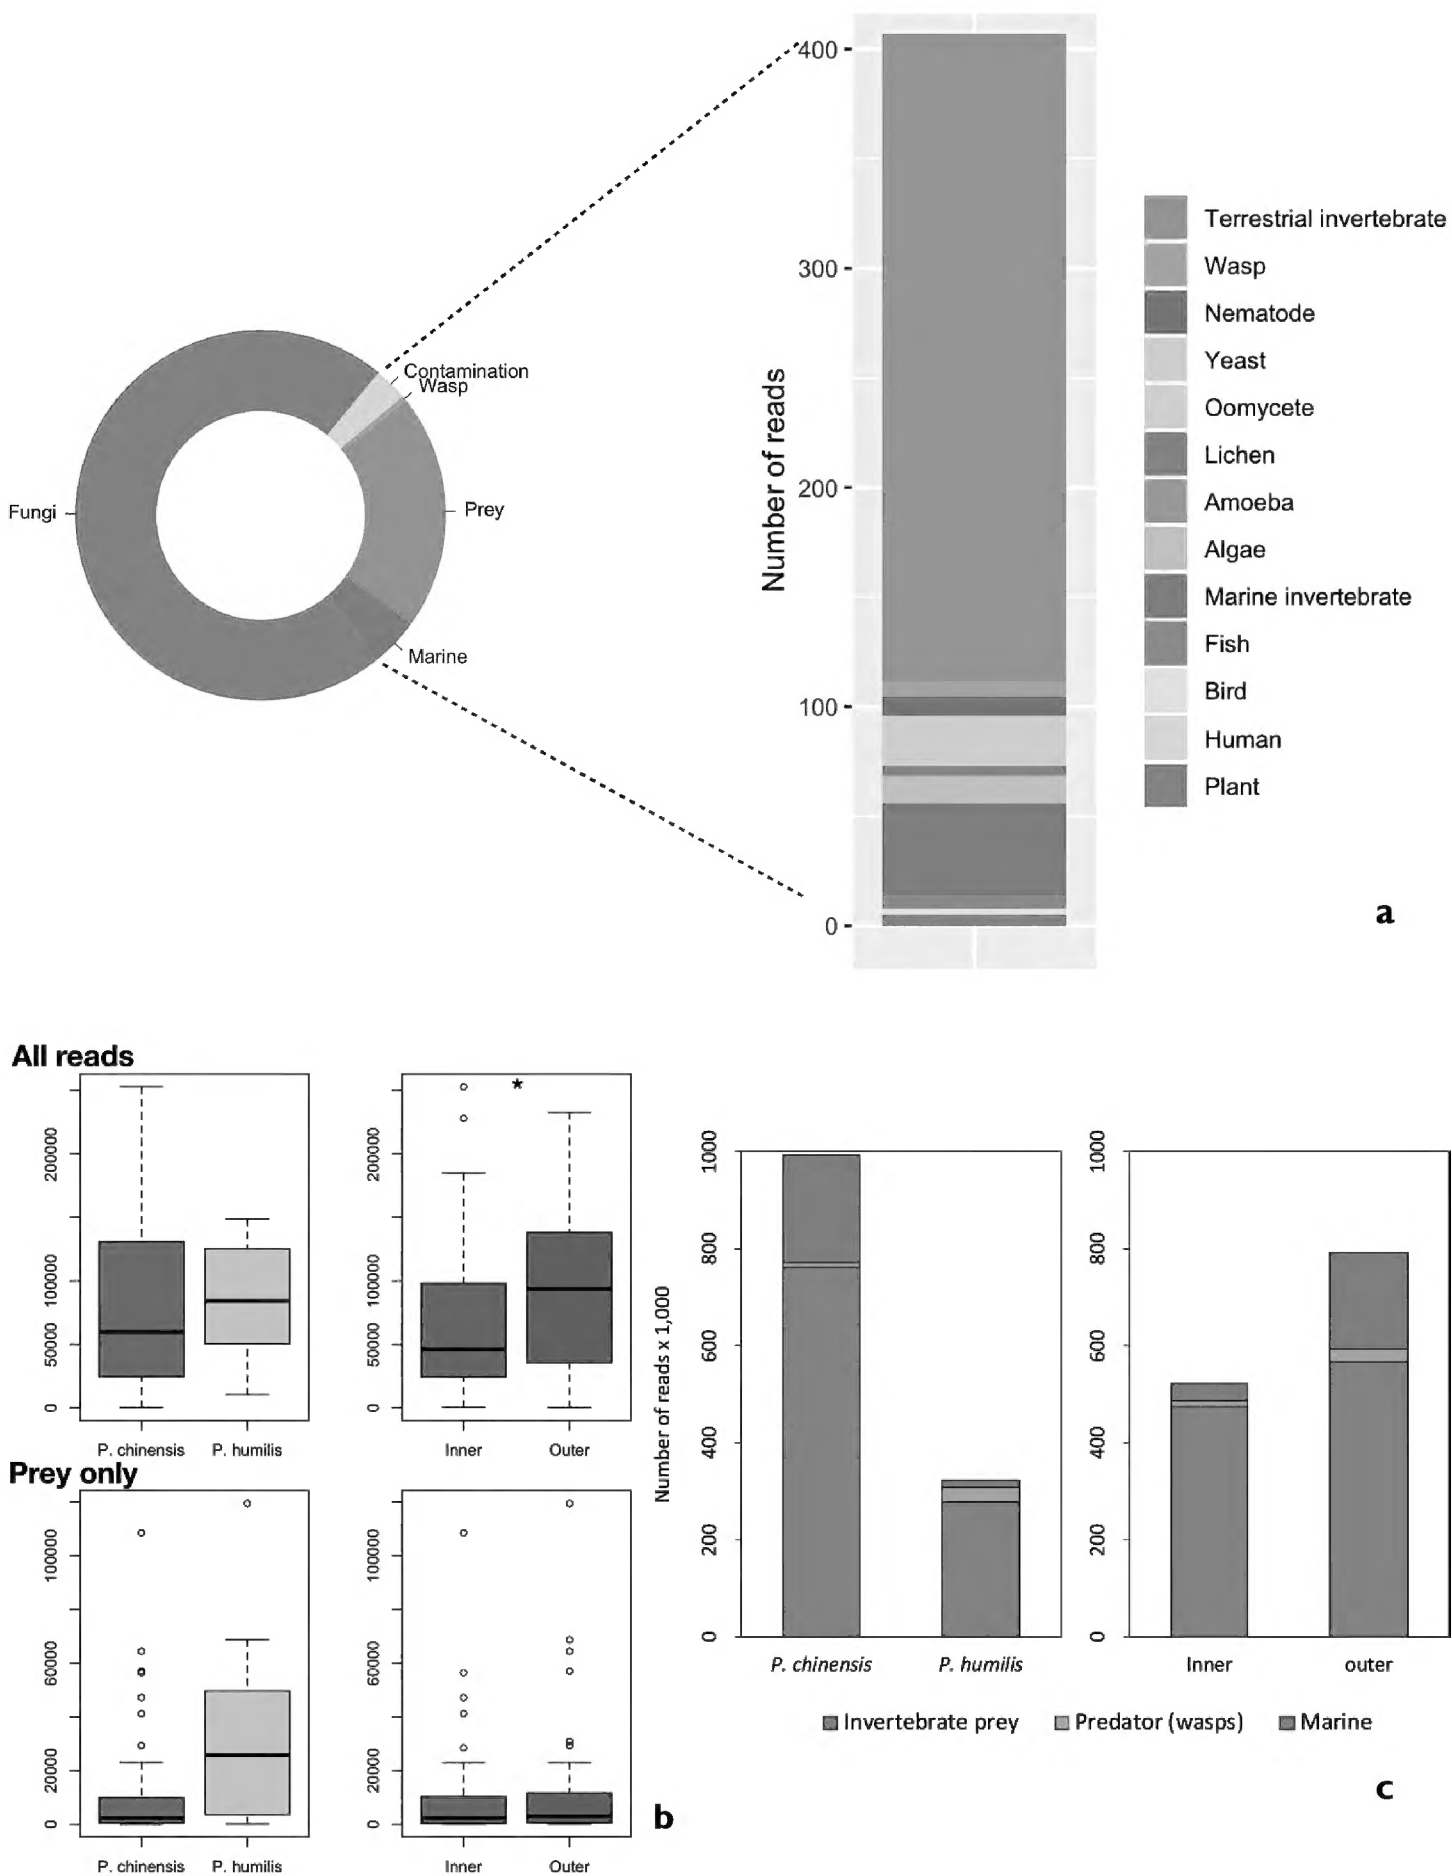 400
300
200
100
0
Number of reads
Contamination
Wasp
Fungi
Prey
Marine
Terrestrial invertebrate
Wasp
Nematode
Yeast
Oomycete
Lichen
Amoeba
Algae
Marine invertebrate
Fish
Bird
Human
Plant
a
All reads
200000
100000
50000
0
P. chinensis P. humilis
*
200000
100000
50000
0
Inner Outer
Prey only
100000
60000
20000
0
P. chinensis P. humilis
100000
60000
20000
0
Inner Outer
b
Number of reads x 1,000
1000
800
600
400
200
0
P. chinensis P. humilis
1000
800
600
400
200
0
Inner outer
Invertebrate prey Predator (wasps) Marine
c